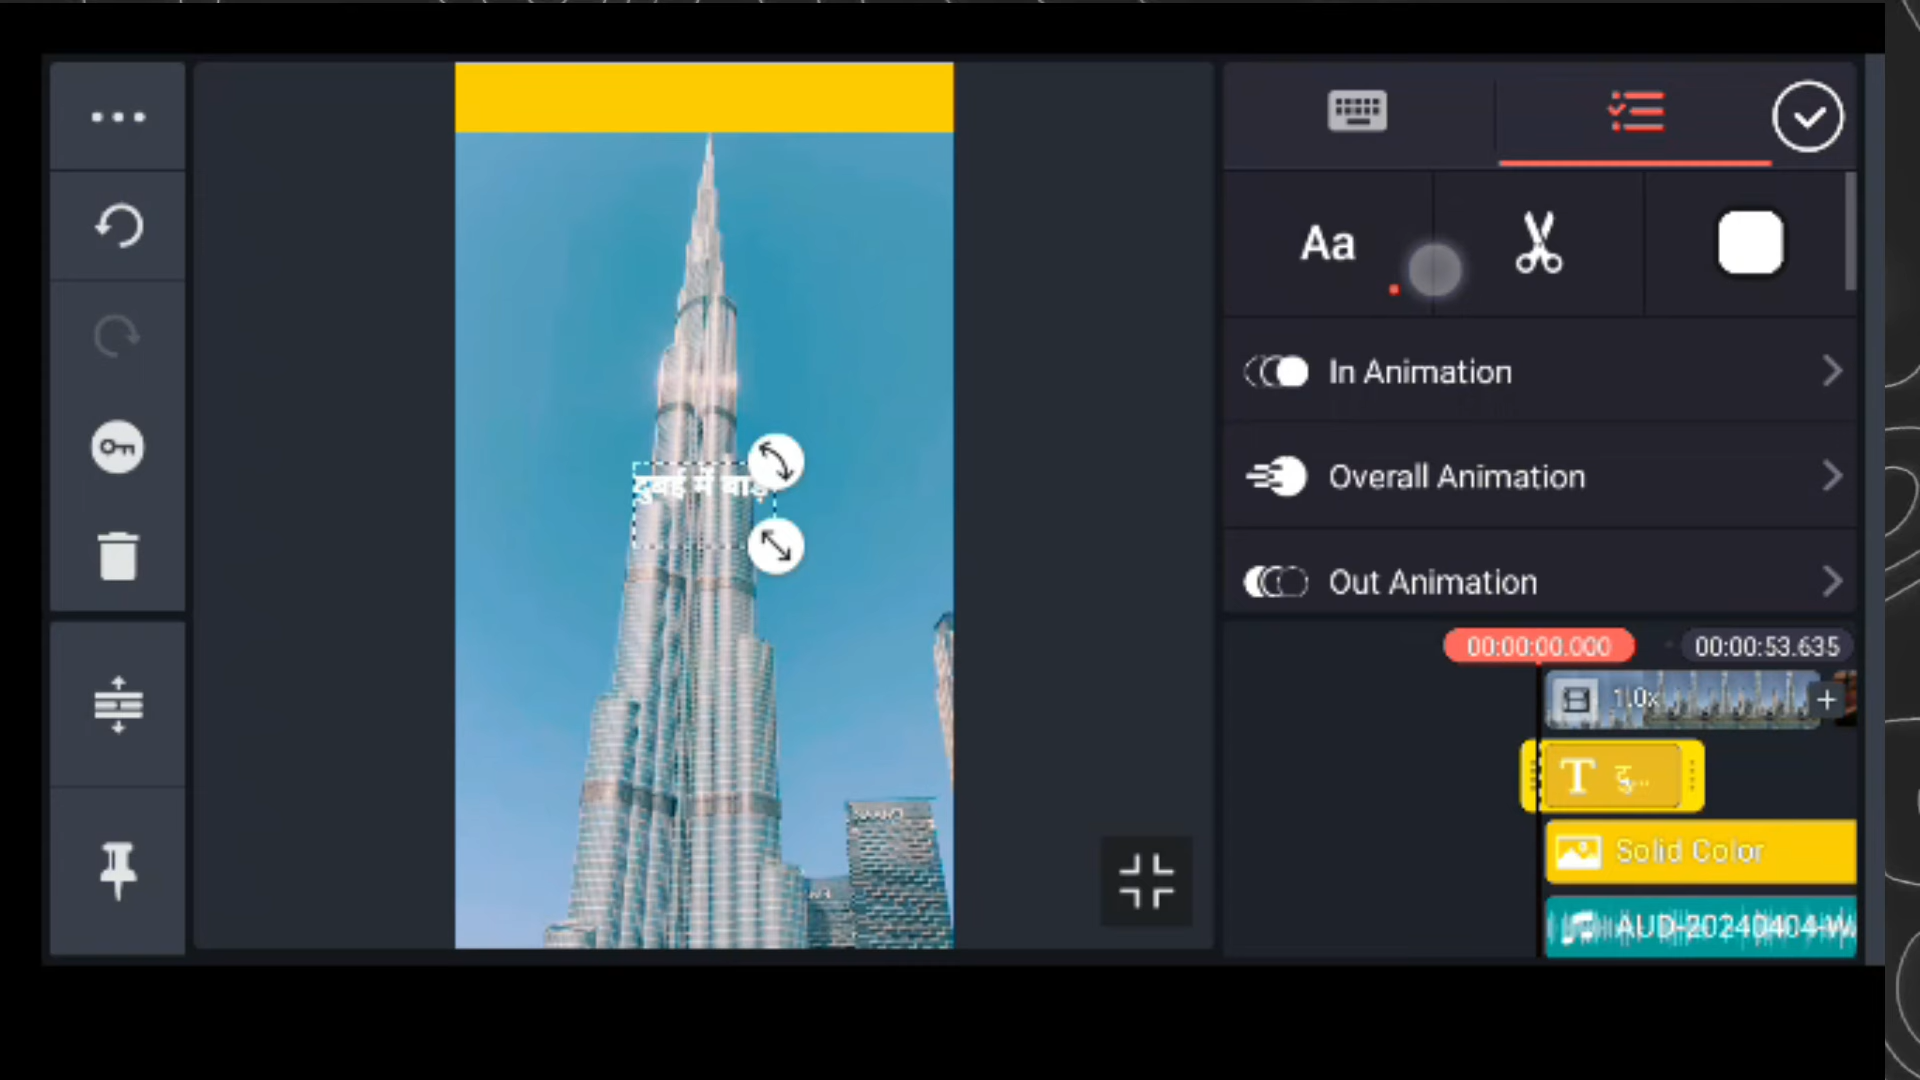 Aa
In Animation
Overall Animation
Out Animation
00:00:00.000
00:00:53.635
1.0x
T दु...
Solid Color
AUD-20240404-W
दुबई में